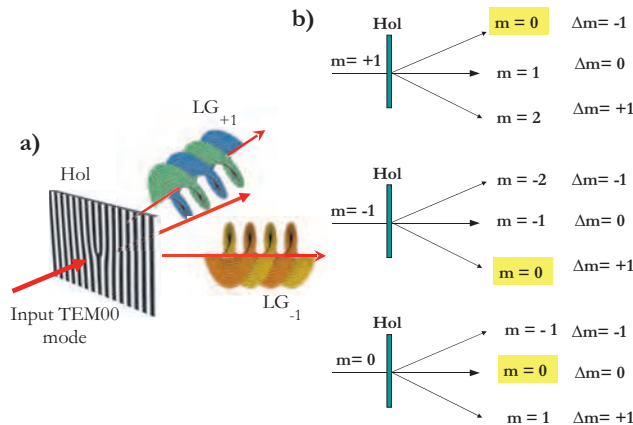 a)
Hol
LG
+1
LG
-1
Input TEM00
mode
b)
Hol
m= +1
m= 0 Δm= -1
m = 1 Δm= 0
m = 2 Δm= +1
Hol
m= -1
m = -2 Δm= -1
m = -1 Δm= 0
m = 0 Δm= +1
Hol
m= 0
m = - 1 Δm= -1
m = 0 Δm= 0
m = 1 Δm= +1